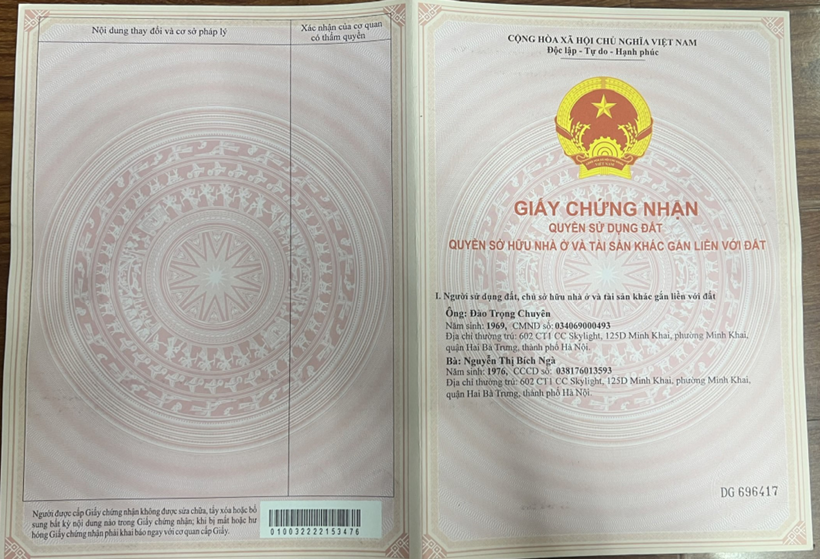 Nội dung thay đổi và cơ sở pháp lý
Xác nhận của cơ quan
có thẩm quyền
Người được cấp Giấy chứng nhận không được sửa chữa, tẩy xóa hoặc bổ
sung bất kỳ nội dung nào trong Giấy chứng nhận; khi bị mất hoặc hư
hỏng Giấy chứng nhận phải khai báo ngay với cơ quan cấp Giấy.
010032222153476
CỘNG HÒA XÃ HỘI CHỦ NGHĨA VIỆT NAM
Độc lập - Tự do - Hạnh phúc
VIỆT NAM
GIẤY CHỨNG NHẬN
QUYỀN SỬ DỤNG ĐẤT
QUYỀN SỞ HỮU NHÀ Ở VÀ TÀI SẢN KHÁC GẮN LIỀN VỚI ĐẤT
I. Người sử dụng đất, chủ sở hữu nhà ở và tài sản khác gắn liền với đất
Ông: Đào Trọng Chuyên
Năm sinh: 1969, CMND số: 034069000493
Địa chỉ thường trú: 602 CT1 CC Skylight, 125D Minh Khai, phường Minh Khai,
quận Hai Bà Trưng, thành phố Hà Nội.
Bà: Nguyễn Thị Bích Ngà
Năm sinh: 1976, CCCD số: 038176013593
Địa chỉ thường trú: 602 CT1 CC Skylight, 125D Minh Khai, phường Minh Khai,
quận Hai Bà Trưng, thành phố Hà Nội.
DG 696417